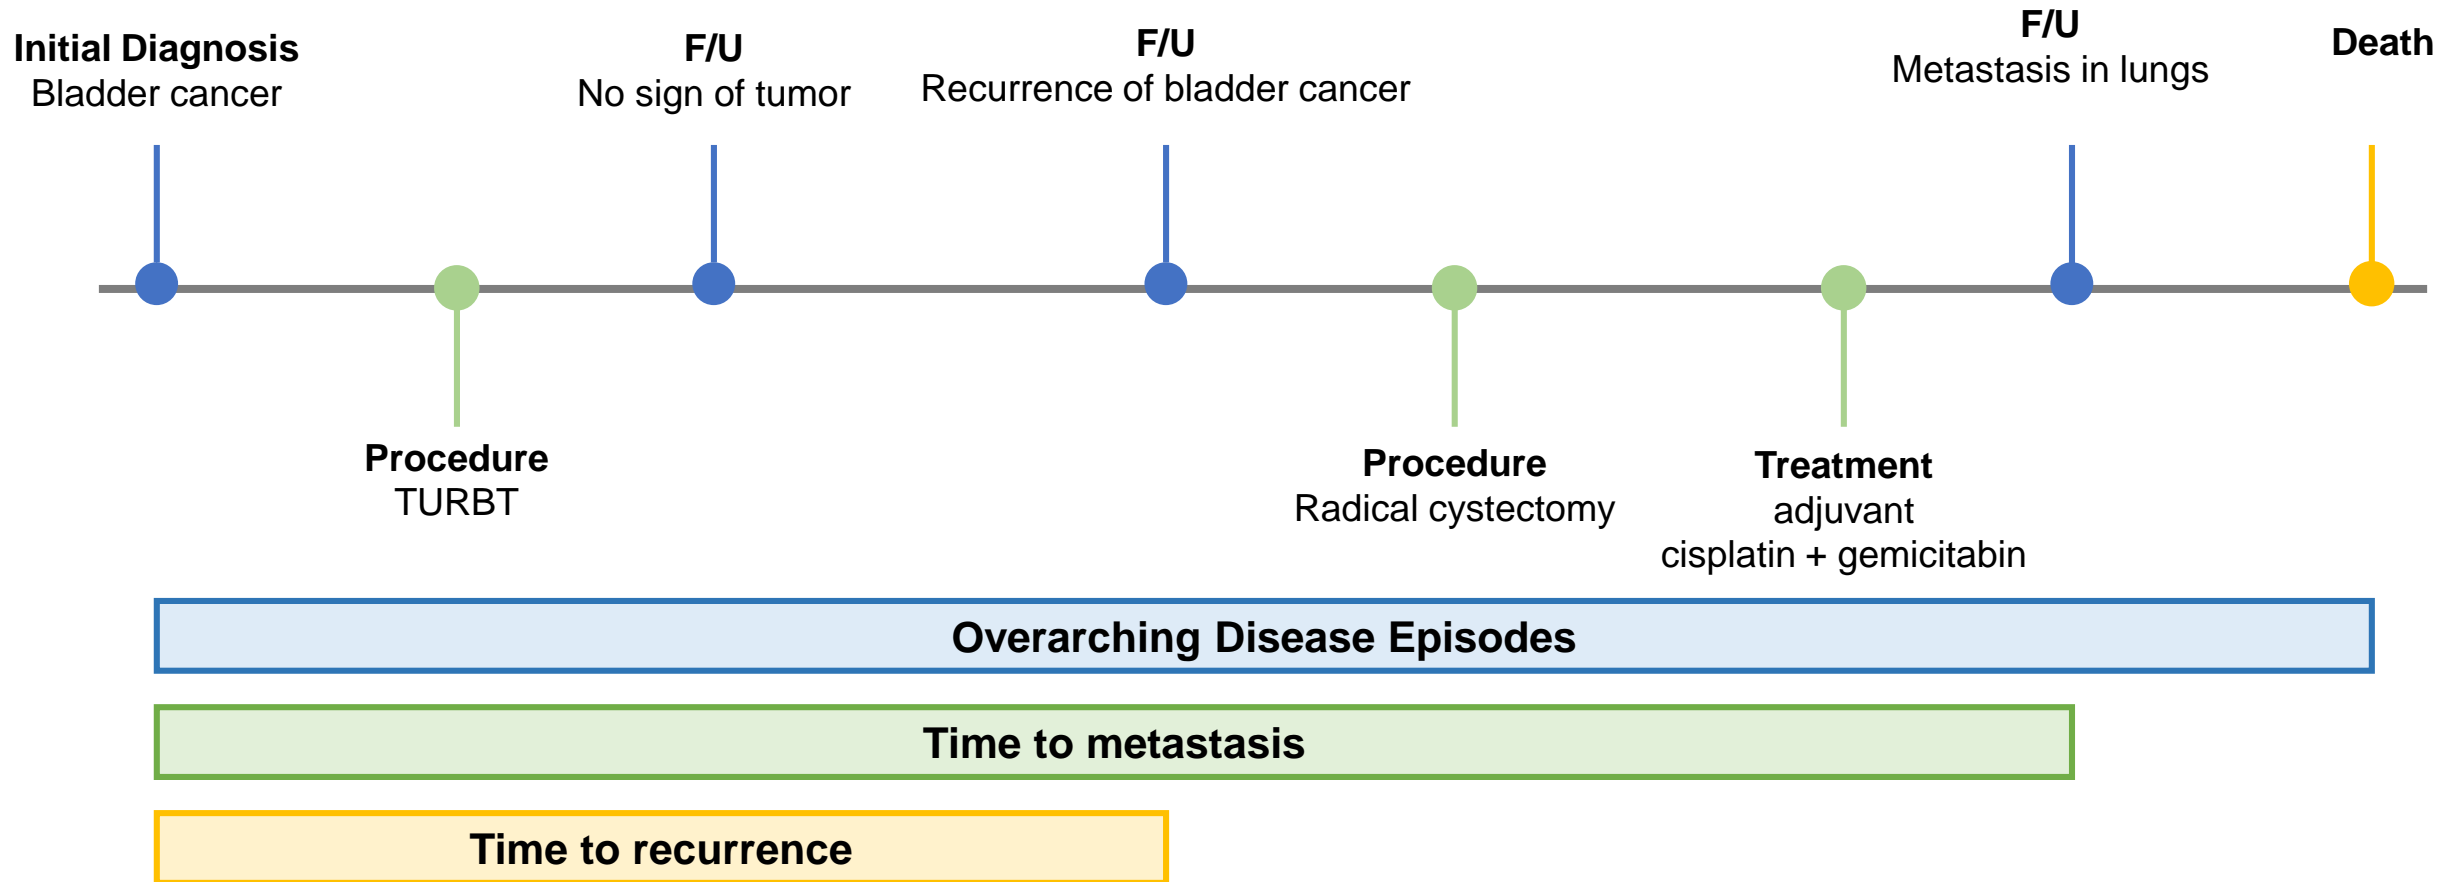 Initial Diagnosis
Bladder cancer
F/U
No sign of tumor
F/U
Recurrence of bladder cancer
F/U
Metastasis in lungs
Death
Procedure
TURBT
Procedure
Radical cystectomy
Treatment
adjuvant
cisplatin + gemicitabin
Overarching Disease Episodes
Time to metastasis
Time to recurrence